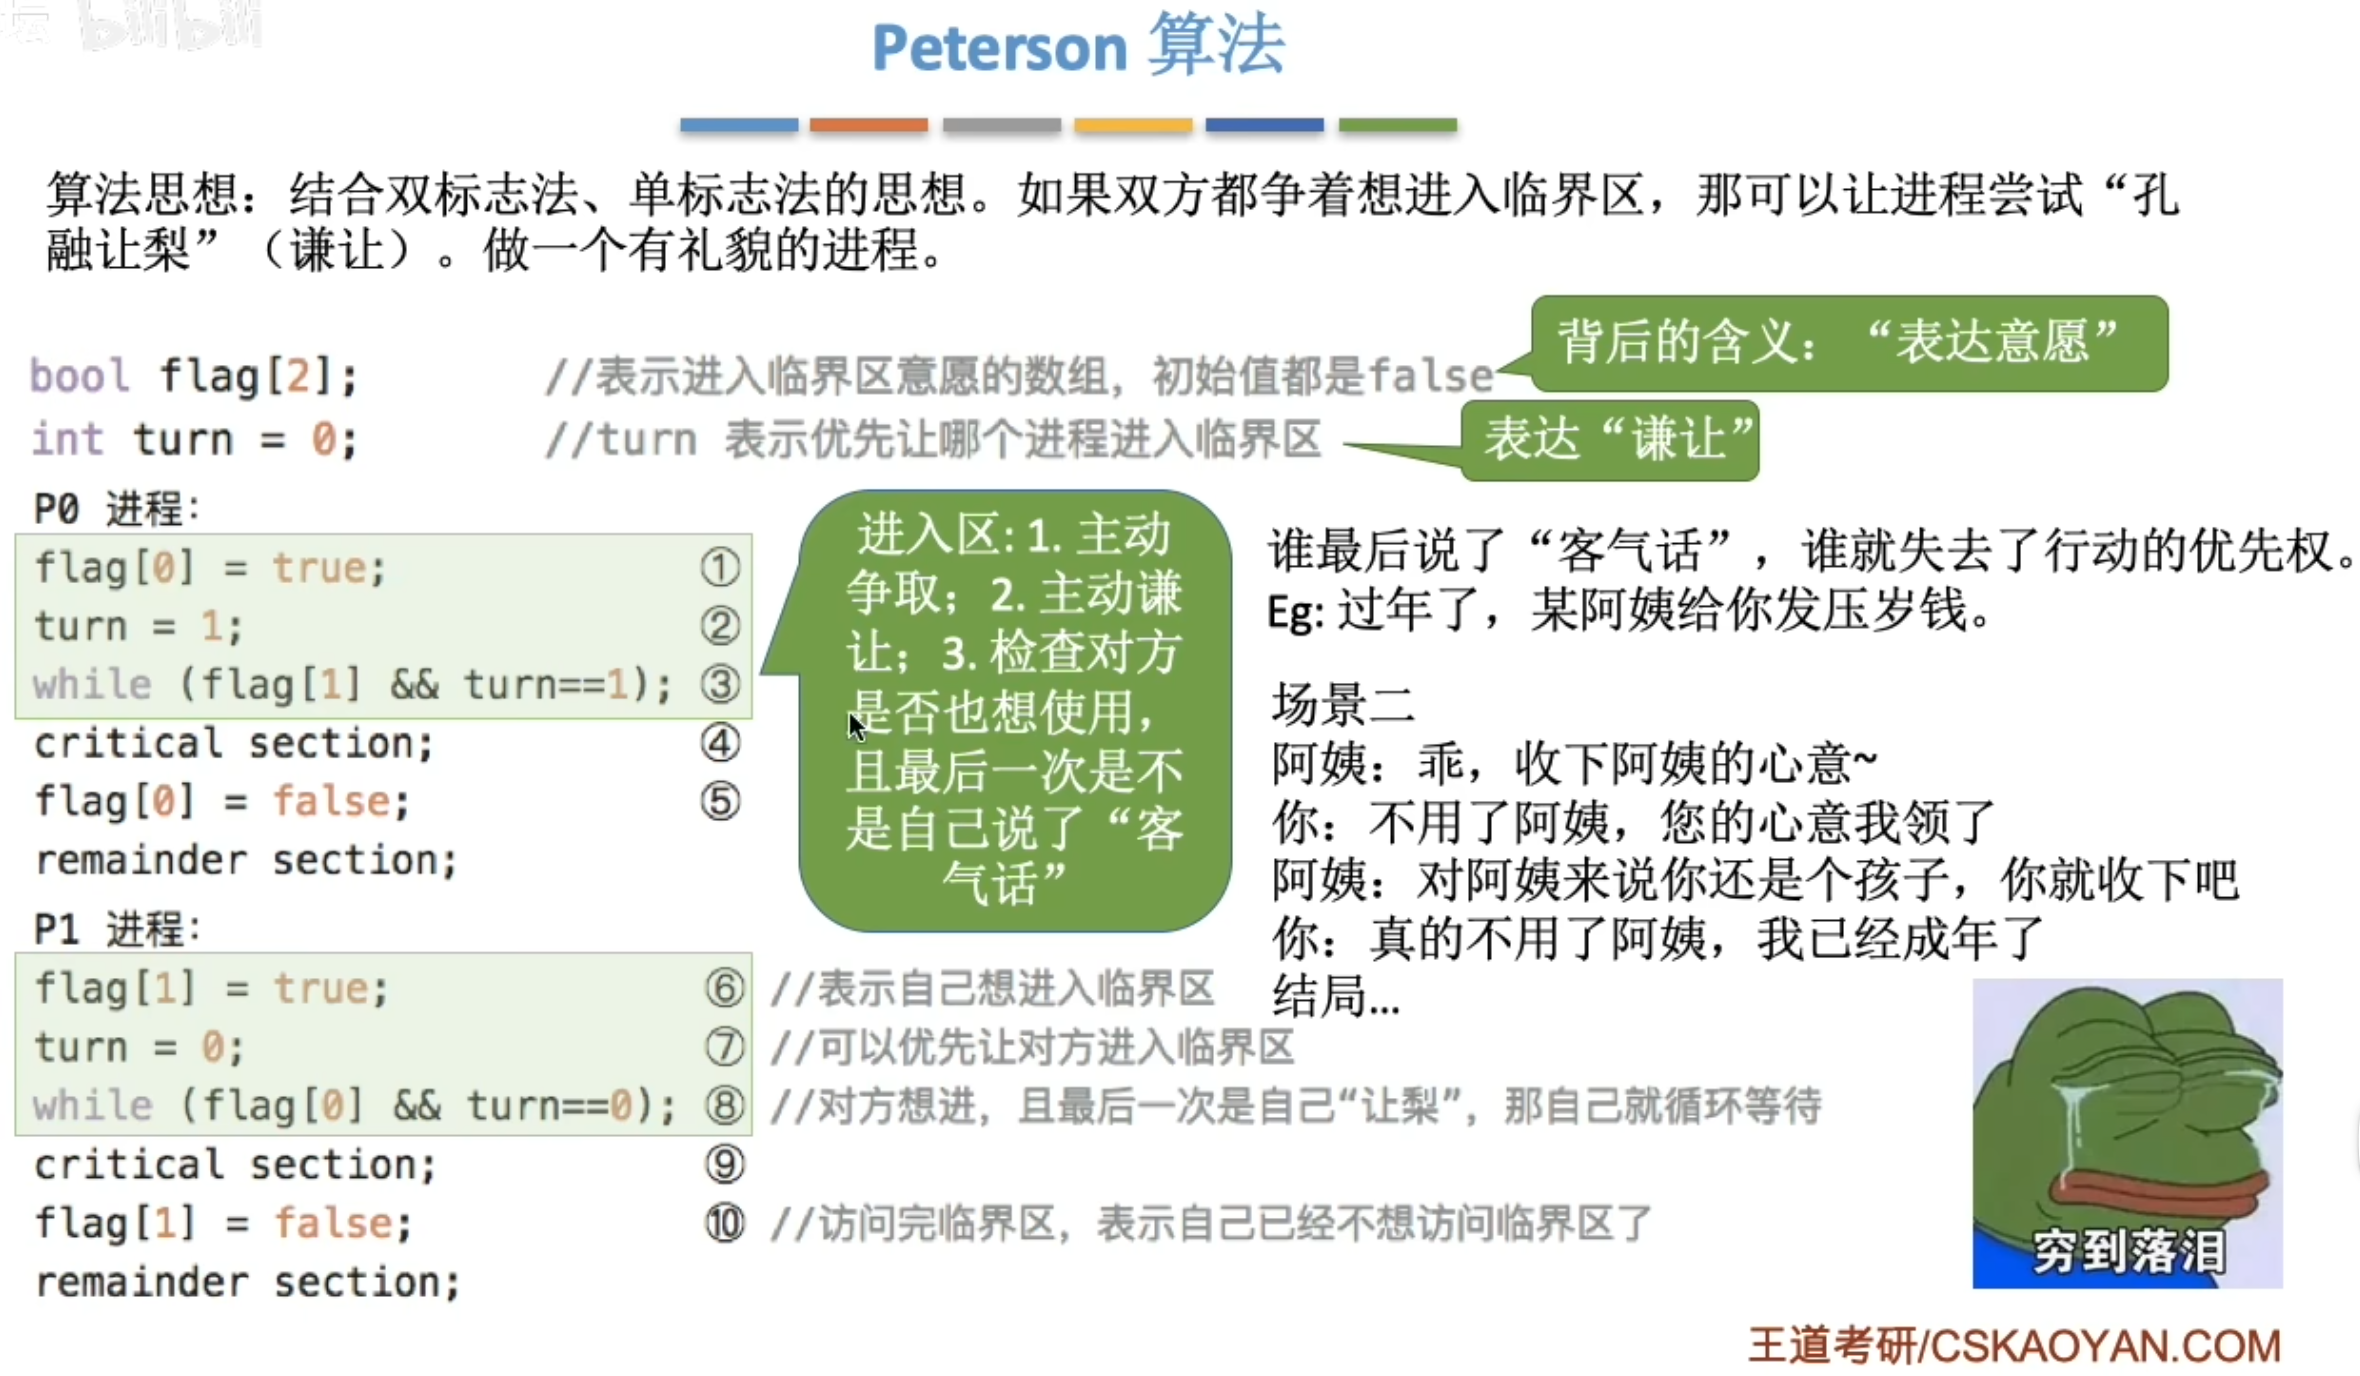 坛 bilibili
Peterson 算法
算法思想：结合双标志法、单标志法的思想。如果双方都争着想进入临界区，那可以让进程尝试“孔
融让梨”（谦让）。做一个有礼貌的进程。
背后的含义：“表达意愿”
bool flag[2]; //表示进入临界区意愿的数组，初始值都是false
int turn = 0; //turn 表示优先让哪个进程进入临界区
表达“谦让”
P0 进程：
flag[0] = true; ①
turn = 1; ②
while (flag[1] && turn==1); ③
critical section; ④
flag[0] = false; ⑤
remainder section;
进入区: 1. 主动
争取；2. 主动谦
让；3. 检查对方
是否也想使用，
且最后一次是不
是自己说了“客
气话”
谁最后说了“客气话”，谁就失去了行动的优先权。
Eg: 过年了，某阿姨给你发压岁钱。
场景二
阿姨：乖，收下阿姨的心意~
你：不用了阿姨，您的心意我领了
阿姨：对阿姨来说你还是个孩子，你就收下吧
你：真的不用了阿姨，我已经成年了
结局...
P1 进程：
flag[1] = true; ⑥ //表示自己想进入临界区
turn = 0; ⑦ //可以优先让对方进入临界区
while (flag[0] && turn==0); ⑧ //对方想进，且最后一次是自己“让梨”，那自己就循环等待
critical section; ⑨
flag[1] = false; ⑩ //访问完临界区，表示自己已经不想访问临界区了
remainder section;
穷到落泪
王道考研/CSKAOYAN.COM